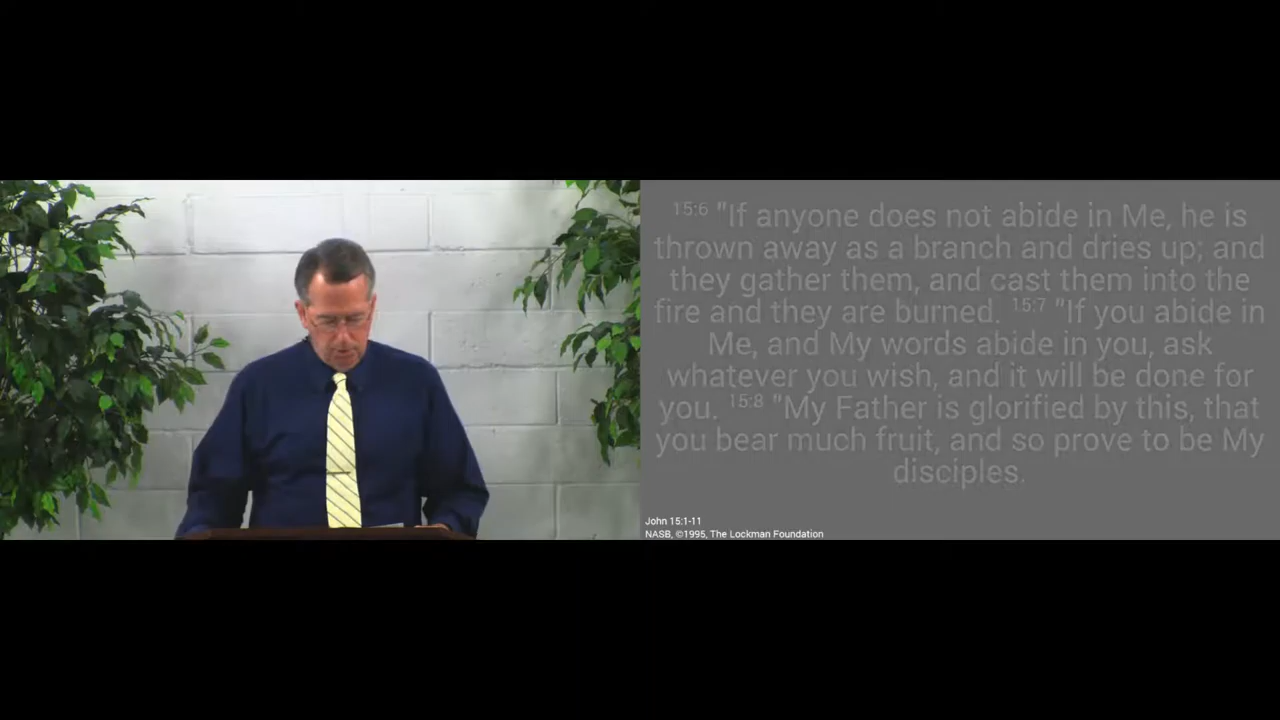 15:6 "If anyone does not abide in Me, he is
thrown away as a branch and dries up; and
they gather them, and cast them into the
fire and they are burned. 15:7 "If you abide in
Me, and My words abide in you, ask
whatever you wish, and it will be done for
you. 15:8 "My Father is glorified by this, that
you bear much fruit, and so prove to be My
disciples.
John 15:1-11
NASB, ©1995, The Lockman Foundation